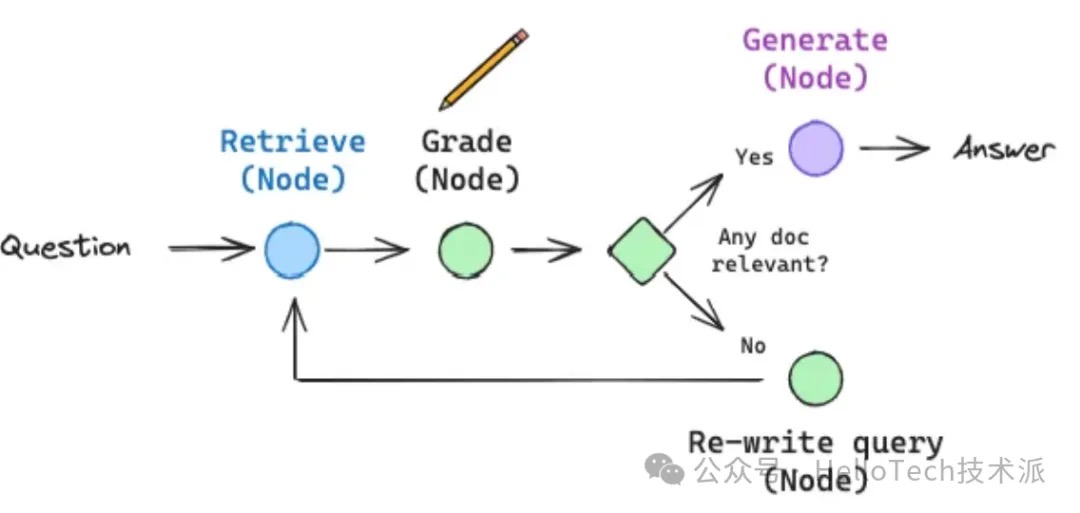 Generate
(Node)
Retrieve
(Node)
Grade
(Node)
Yes
Answer
Question
Any doc
relevant?
No
Re-write query
(Node)
公众号 · HelloTech技术派